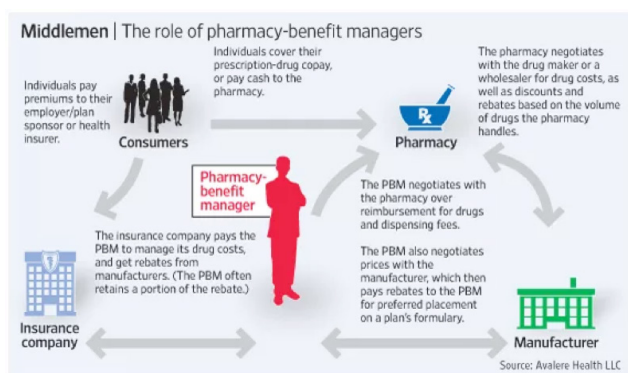 Middlemen | The role of pharmacy-benefit managers
Individuals pay
premiums to their
employer/plan
sponsor or health
insurer.
Consumers
Individuals cover their
prescription-drug copay,
or pay cash to the
pharmacy.
Rx
Pharmacy
The pharmacy negotiates
with the drug maker or a
wholesaler for drug costs, as
well as discounts and
rebates based on the volume
of drugs the pharmacy
handles.
Pharmacy-
benefit
manager
The PBM negotiates with
the pharmacy over
reimbursement for drugs
and dispensing fees.
The PBM also negotiates
prices with the
manufacturer, which then
pays rebates to the PBM
for preferred placement
on a plan's formulary.
The insurance company pays the
PBM to manage its drug costs,
and get rebates from
manufacturers. (The PBM often
retains a portion of the rebate.)
Insurance
company
Manufacturer
Source: Avalere Health LLC